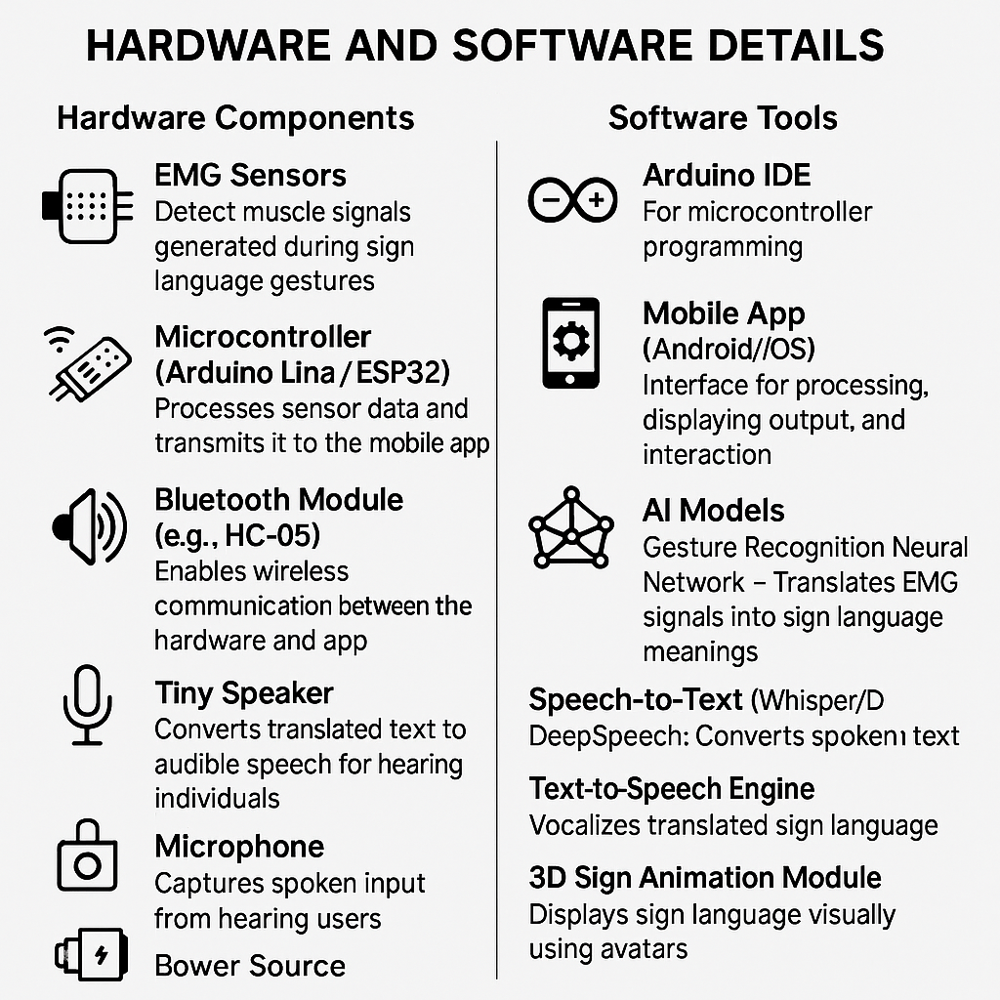 HARDWARE AND SOFTWARE DETAILS
Hardware Components
EMG Sensors
Detect muscle signals
generated during sign
language gestures
Microcontroller
(Arduino Lina / ESP32)
Processes sensor data and
transmits it to the mobile app
Bluetooth Module
(e.g., HC-05)
Enables wireless
communication between the
hardware and app
Tiny Speaker
Converts translated text to
audible speech for hearing
individuals
Microphone
Captures spoken input
from hearing users
Bower Source
Software Tools
Arduino IDE
For microcontroller
programming
Mobile App
(Android//OS)
Interface for processing,
displaying output, and
interaction
AI Models
Gesture Recognition Neural
Network – Translates EMG
signals into sign language
meanings
Speech-to-Text (Whisper/D
DeepSpeech: Converts spoken text
Text-to-Speech Engine
Vocalizes translated sign language
3D Sign Animation Module
Displays sign language visually
using avatars